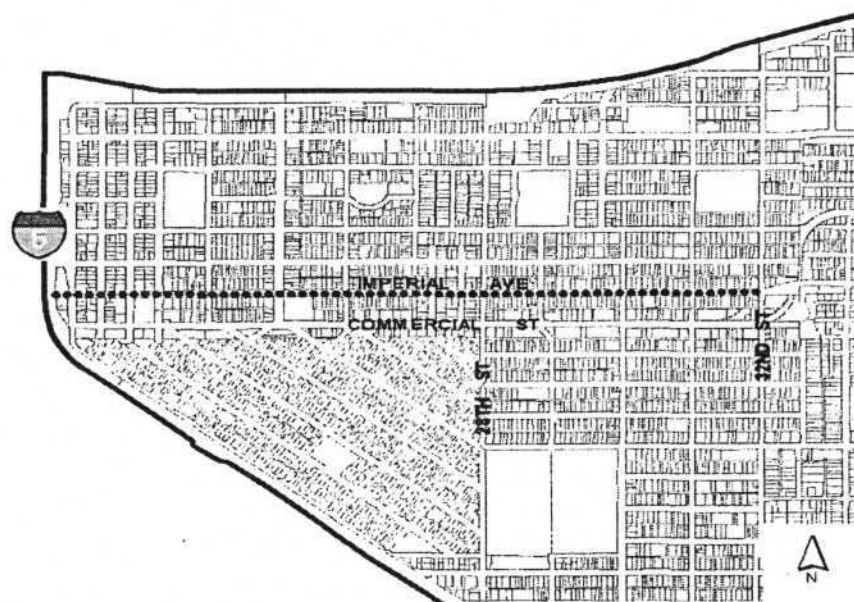 5
IMPERIAL AVE
COMMERCIAL ST
28TH ST
32ND ST
N